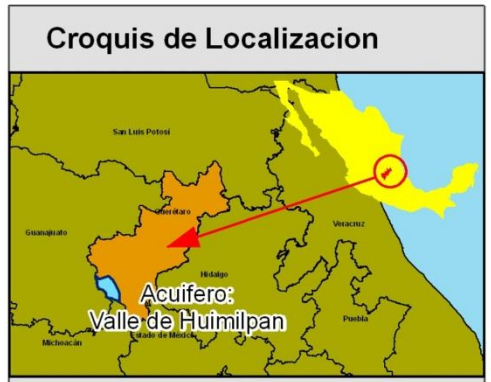 Croquis de Localizacion
San Luis Potosí
Querétaro
Guanajuato
Veracruz
Hidalgo
Acuifero:
Valle de Huimilpan
Puebla
Estado de México
Michoacán